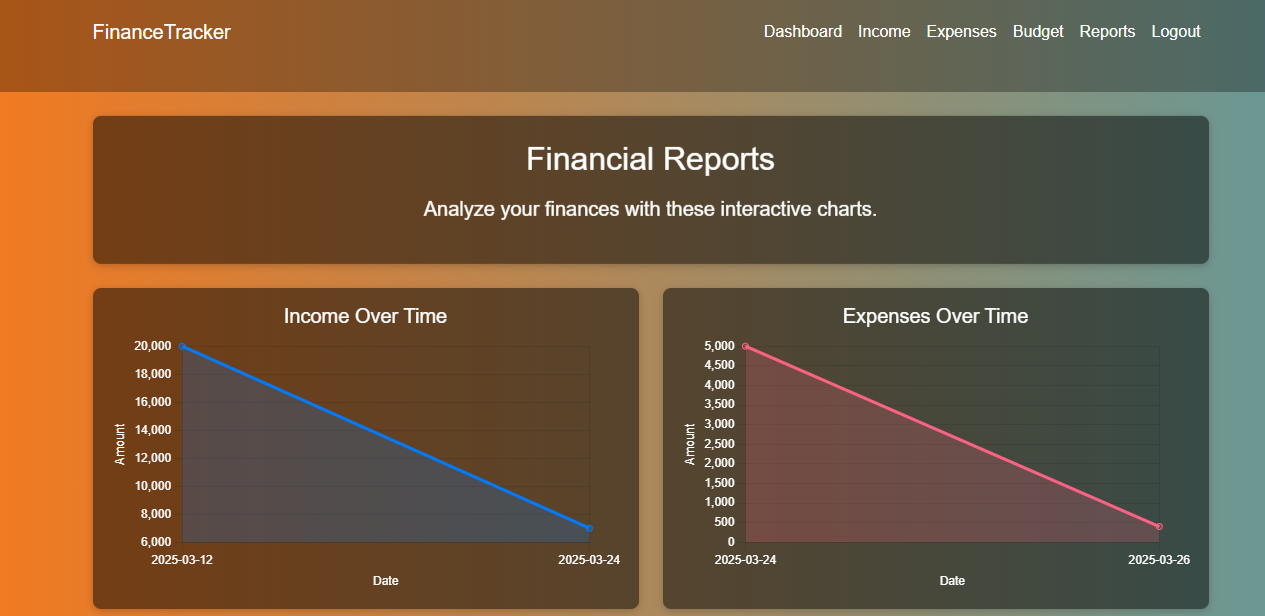 FinanceTracker
Dashboard Income Expenses Budget Reports Logout
Financial Reports
Analyze your finances with these interactive charts.
Income Over Time
20,000
18,000
16,000
14,000
12,000
10,000
8,000
6,000
Amount
2025-03-12 2025-03-24
Date
Expenses Over Time
5,000
4,500
4,000
3,500
3,000
2,500
2,000
1,500
1,000
500
0
Amount
2025-03-24 2025-03-26
Date